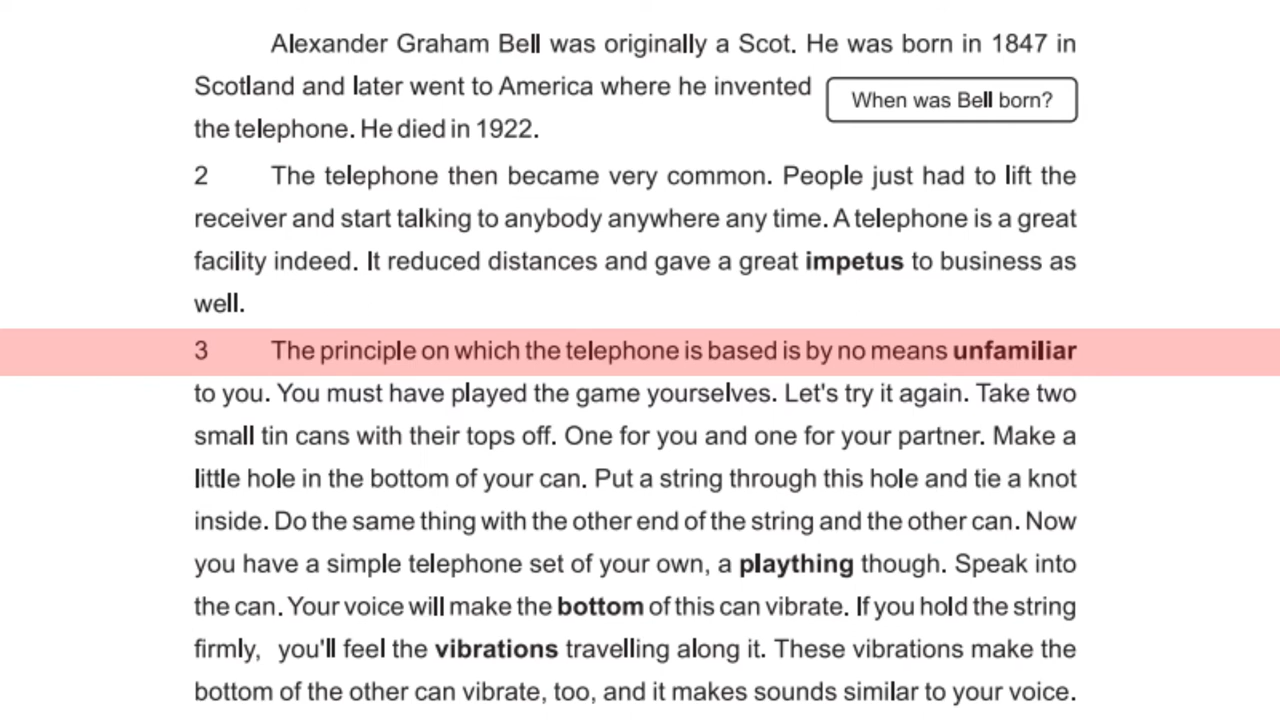 Alexander Graham Bell was originally a Scot. He was born in 1847 in
Scotland and later went to America where he invented
When was Bell born?
the telephone. He died in 1922.
2 The telephone then became very common. People just had to lift the
receiver and start talking to anybody anywhere any time. A telephone is a great
facility indeed. It reduced distances and gave a great impetus to business as
well.
3 The principle on which the telephone is based is by no means unfamiliar
to you. You must have played the game yourselves. Let's try it again. Take two
small tin cans with their tops off. One for you and one for your partner. Make a
little hole in the bottom of your can. Put a string through this hole and tie a knot
inside. Do the same thing with the other end of the string and the other can. Now
you have a simple telephone set of your own, a plaything though. Speak into
the can. Your voice will make the bottom of this can vibrate. If you hold the string
firmly, you'll feel the vibrations travelling along it. These vibrations make the
bottom of the other can vibrate, too, and it makes sounds similar to your voice.